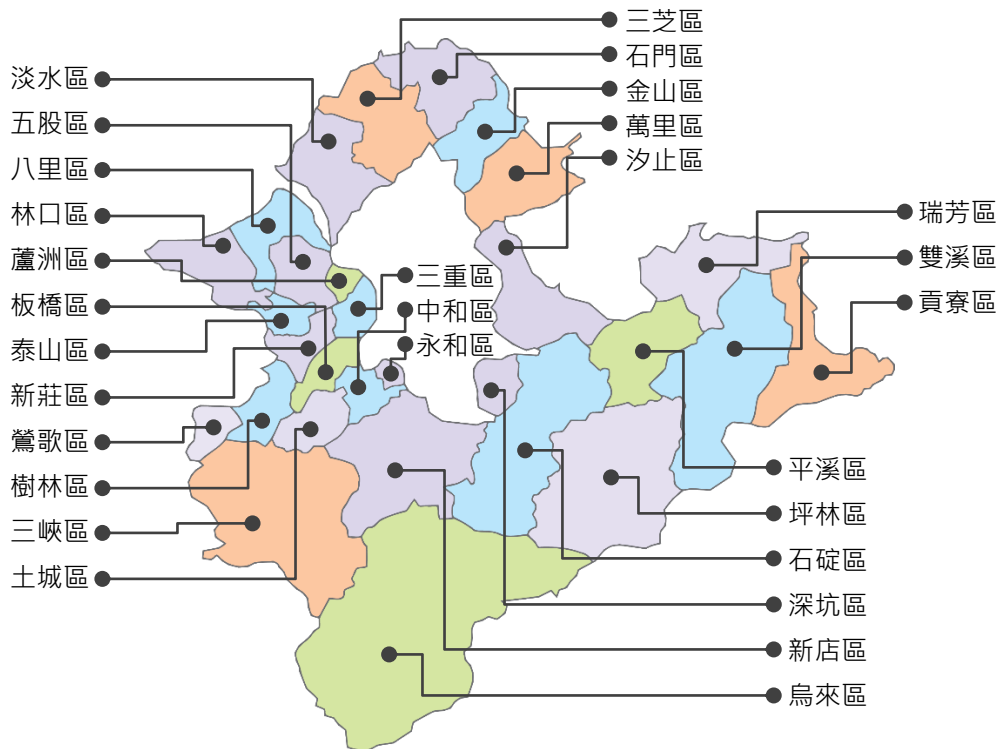 三芝區
石門區
金山區
萬里區
汐止區
淡水區
五股區
八里區
林口區
蘆洲區
板橋區
泰山區
新莊區
鶯歌區
樹林區
三峽區
土城區
三重區
中和區
永和區
瑞芳區
雙溪區
貢寮區
平溪區
坪林區
石碇區
深坑區
新店區
烏來區